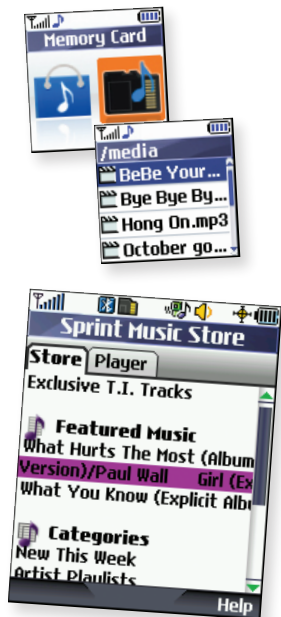 Memory Card
/media
BeBe Your...
Bye Bye By...
Hong On.mp3
October go...
Sprint Music Store
Store Player
Exclusive T.I. Tracks
Featured Music
What Hurts The Most (Album
Version)/Paul Wall Girl (Ex
What You Know (Explicit Albu
Categories
New This Week
Artist Playlists
Help